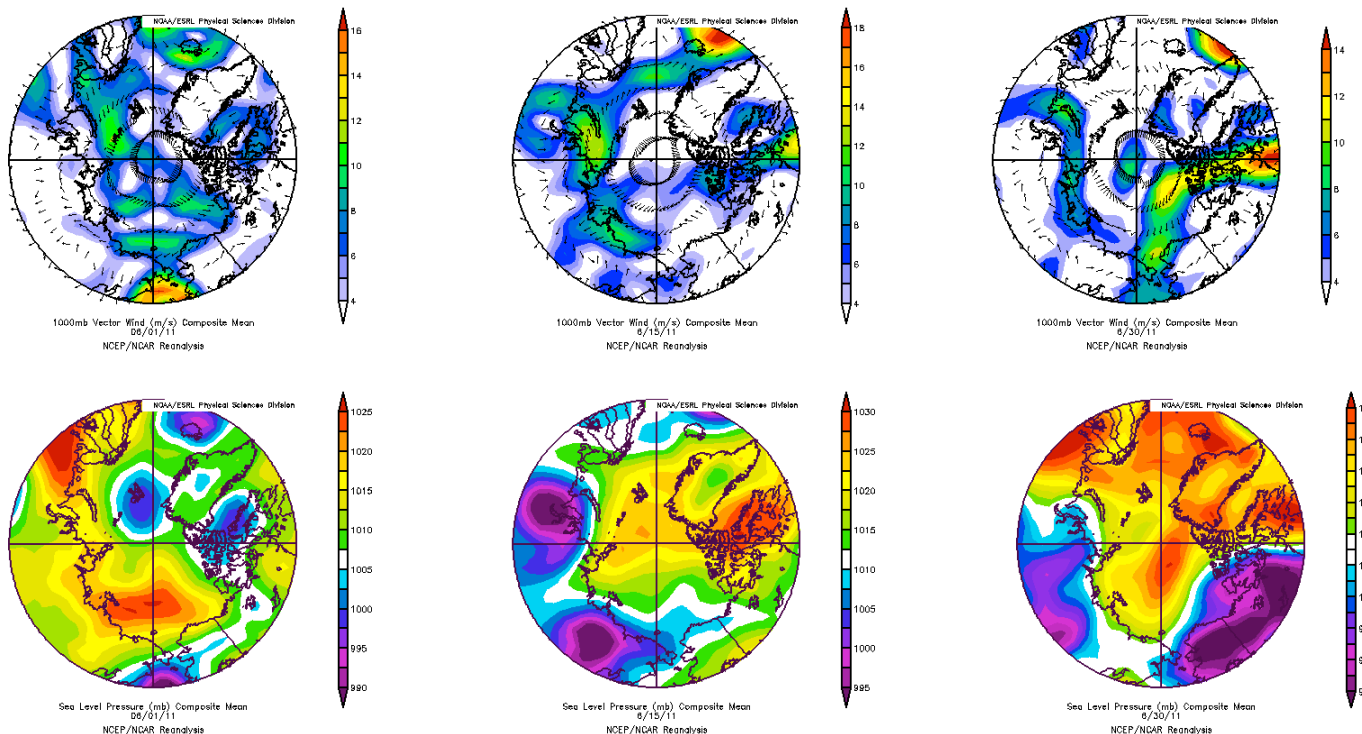 NOAA/ESRL Physical Sciences Division
16
14
12
10
8
6
4
1000mb Vector Wind (m/s) Composite Mean
06/01/11
NCEP/NCAR Reanalysis
NOAA/ESRL Physical Sciences Division
18
16
14
12
10
8
6
4
1000mb Vector Wind (m/s) Composite Mean
6/15/11
NCEP/NCAR Reanalysis
NOAA/ESRL Physical Sciences Division
14
12
10
8
6
4
1000mb Vector Wind (m/s) Composite Mean
6/30/11
NCEP/NCAR Reanalysis
NOAA/ESRL Physical Sciences Division
1025
1020
1015
1010
1005
1000
995
990
Sea Level Pressure (mb) Composite Mean
06/01/11
NCEP/NCAR Reanalysis
NOAA/ESRL Physical Sciences Division
1030
1025
1020
1015
1010
1005
1000
995
Sea Level Pressure (mb) Composite Mean
6/15/11
NCEP/NCAR Reanalysis
NOAA/ESRL Physical Sciences Division
Sea Level Pressure (mb) Composite Mean
6/30/11
NCEP/NCAR Reanalysis